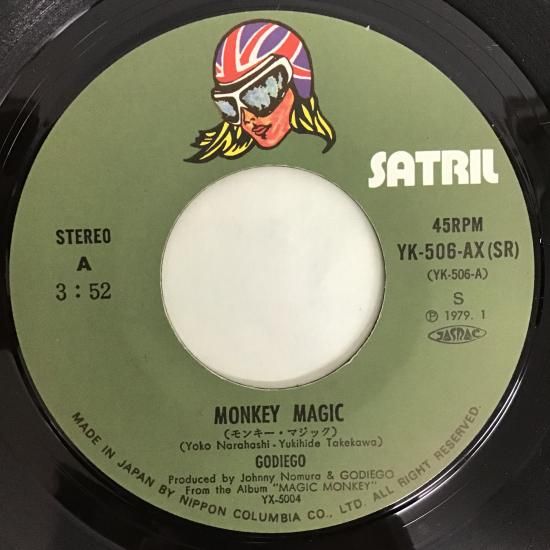 SATRIL
STEREO
A
3:52
45RPM
YK-506-AX(SR)
(YK-506-A)
S
Ⓟ 1979. 1
JASRAC
MONKEY MAGIC
(モンキー・マジック)
(Yoko Narahashi-Yukihide Takekawa)
GODIEGO
Produced by Johnny Nomura & GODIEGO
From the Album "MAGIC MONKEY"
YX-5004
MADE IN JAPAN BY NIPPON COLUMBIA CO., LTD. ALL RIGHT RESERVED.